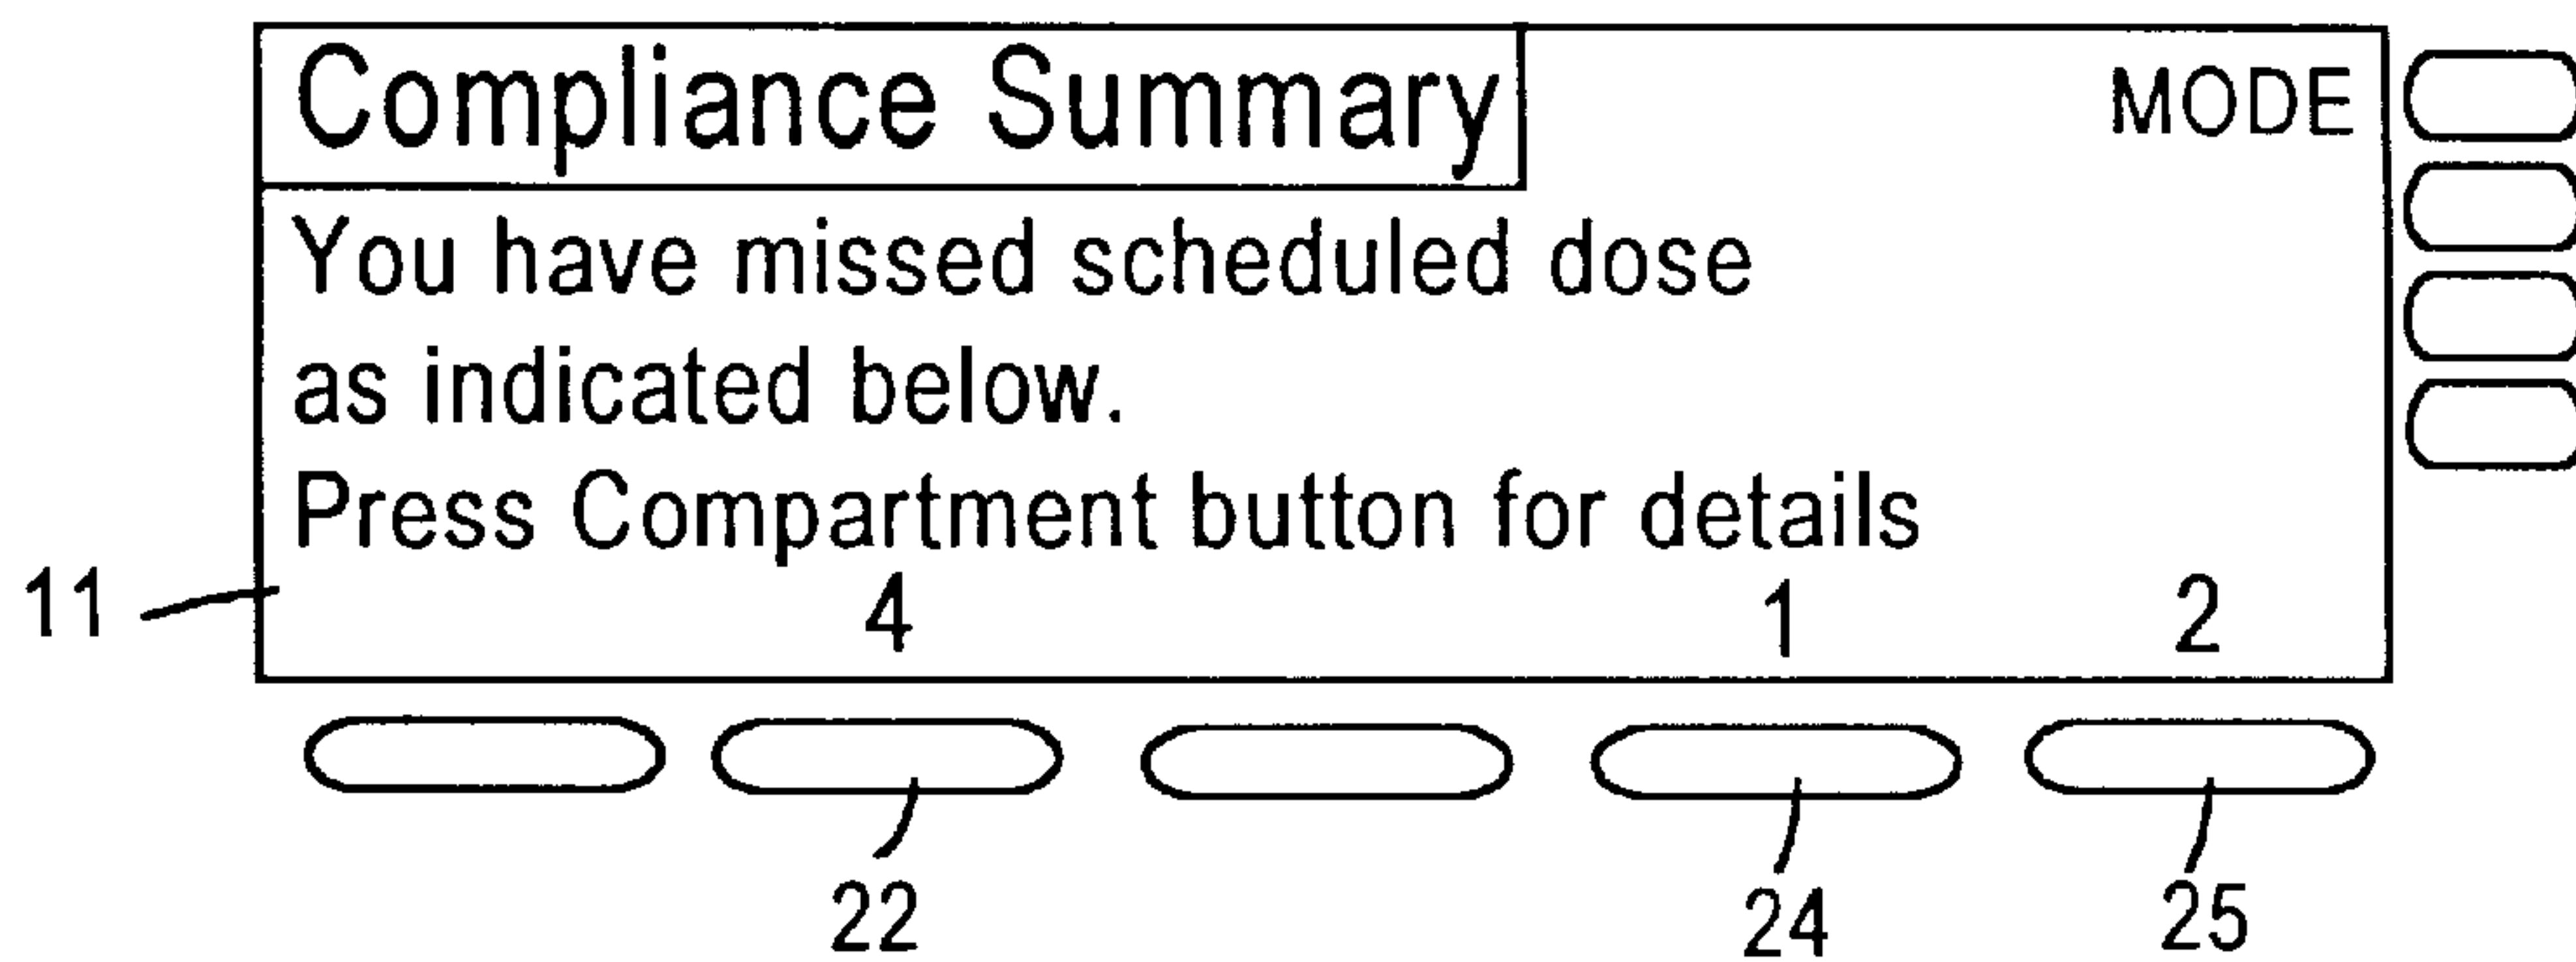 Compliance Summary MODE
You have missed scheduled dose
as indicated below.
Press Compartment button for details
11 4 1 2
22 24 25